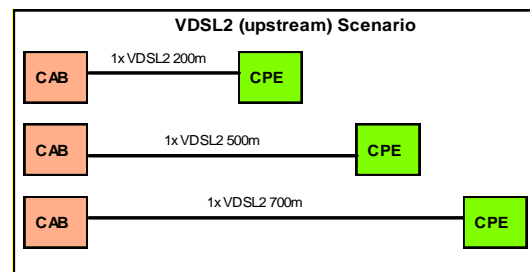 VDSL2 (upstream) Scenario
1x VDSL2 200m
CAB
CPE
1x VDSL2 500m
CAB
CPE
1x VDSL2 700m
CAB
CPE